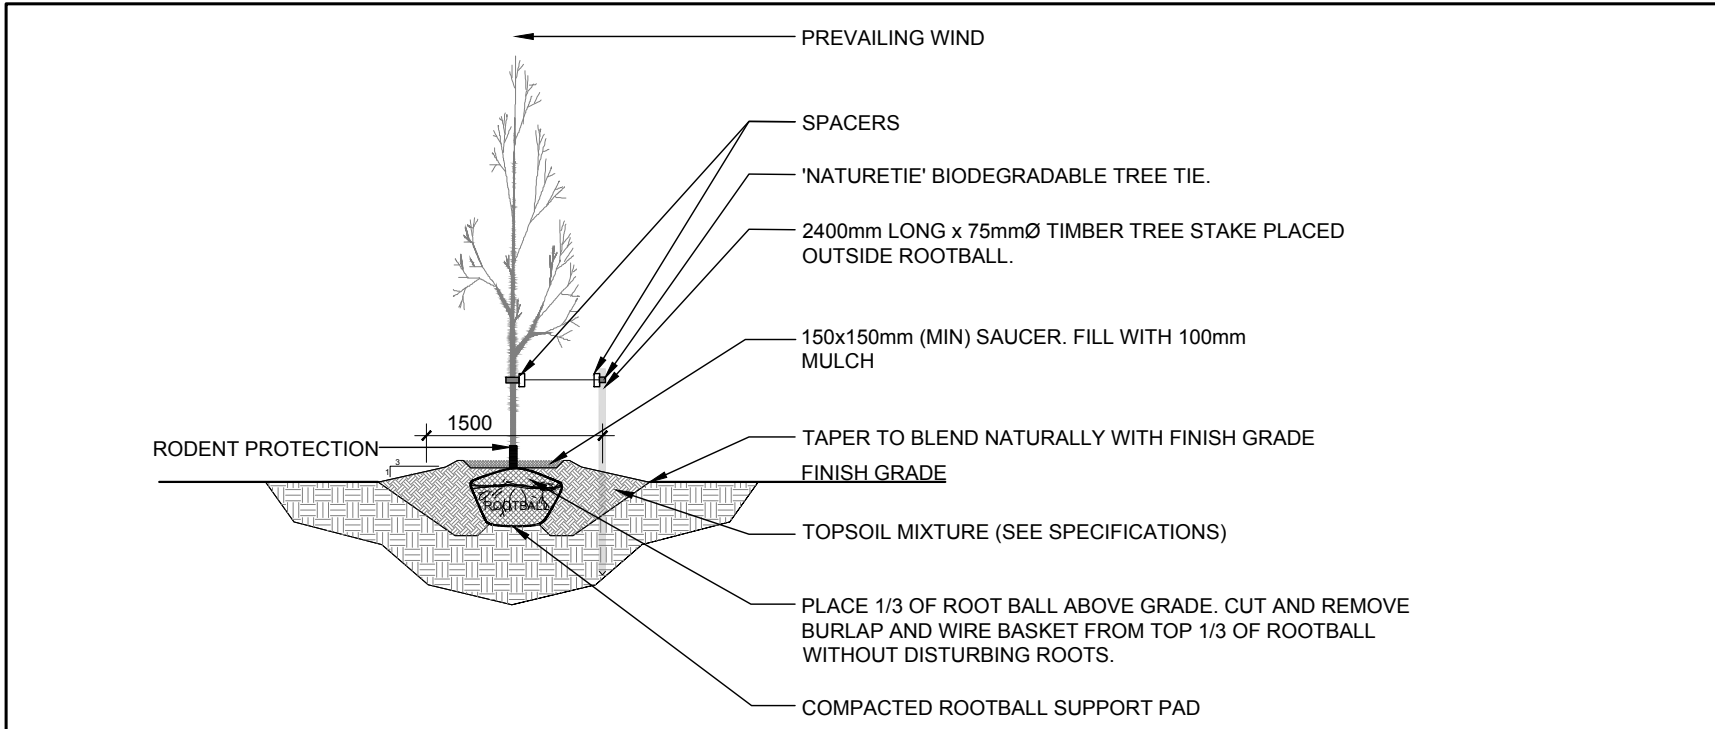 PREVAILING WIND
SPACERS
'NATURETIE' BIODEGRADABLE TREE TIE.
2400mm LONG x 75mmØ TIMBER TREE STAKE PLACED
OUTSIDE ROOTBALL.
150x150mm (MIN) SAUCER. FILL WITH 100mm
MULCH
1500
RODENT PROTECTION
3
1
TAPER TO BLEND NATURALLY WITH FINISH GRADE
FINISH GRADE
ROOTBALL
TOPSOIL MIXTURE (SEE SPECIFICATIONS)
PLACE 1/3 OF ROOT BALL ABOVE GRADE. CUT AND REMOVE
BURLAP AND WIRE BASKET FROM TOP 1/3 OF ROOTBALL
WITHOUT DISTURBING ROOTS.
COMPACTED ROOTBALL SUPPORT PAD